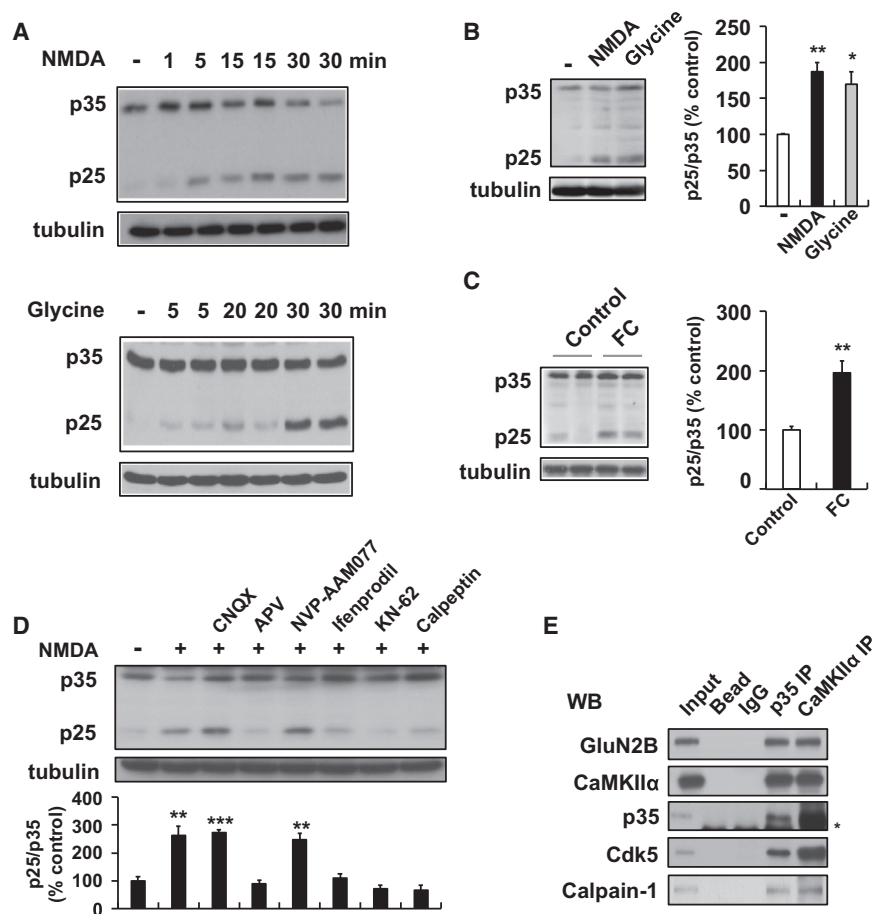 A
NMDA - 1 5 15 15 30 30 min
p35
p25
tubulin
Glycine - 5 5 20 20 30 30 min
p35
p25
tubulin
B
- NMDA Glycine
p35
p25
tubulin
p25/p35 (% control)
250
200
150
100
50
0
** *
- NMDA Glycine
C
Control FC
p35
p25
tubulin
p25/p35 (% control)
300
200
100
0
**
Control FC
D
CNQX APV NVP-AAM077 Ifenprodil KN-62 Calpeptin
NMDA - + + + + + + +
p35
p25
tubulin
p25/p35
(% control)
400
300
200
100
0
** *** **
E
WB Input Bead IgG p35 IP CaMKIIα IP
GluN2B
CaMKIIα
p35 *
Cdk5
Calpain-1